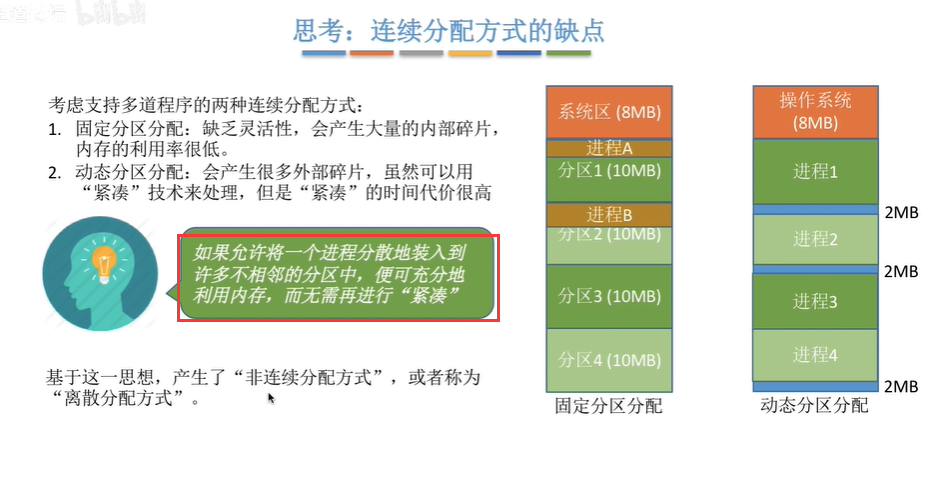 思考：连续分配方式的缺点
考虑支持多道程序的两种连续分配方式：
1. 固定分区分配：缺乏灵活性，会产生大量的内部碎片，
内存的利用率很低。
2. 动态分区分配：会产生很多外部碎片，虽然可以用
“紧凑”技术来处理，但是“紧凑”的时间代价很高
如果允许将一个进程分散地装入到
许多不相邻的分区中，便可充分地
利用内存，而无需再进行“紧凑”
基于这一思想，产生了“非连续分配方式”，或者称为
“离散分配方式”。
系统区 (8MB)
进程A
分区1 (10MB)
进程B
分区2 (10MB)
分区3 (10MB)
分区4 (10MB)
固定分区分配
操作系统
(8MB)
进程1
2MB
进程2
2MB
进程3
进程4
2MB
动态分区分配